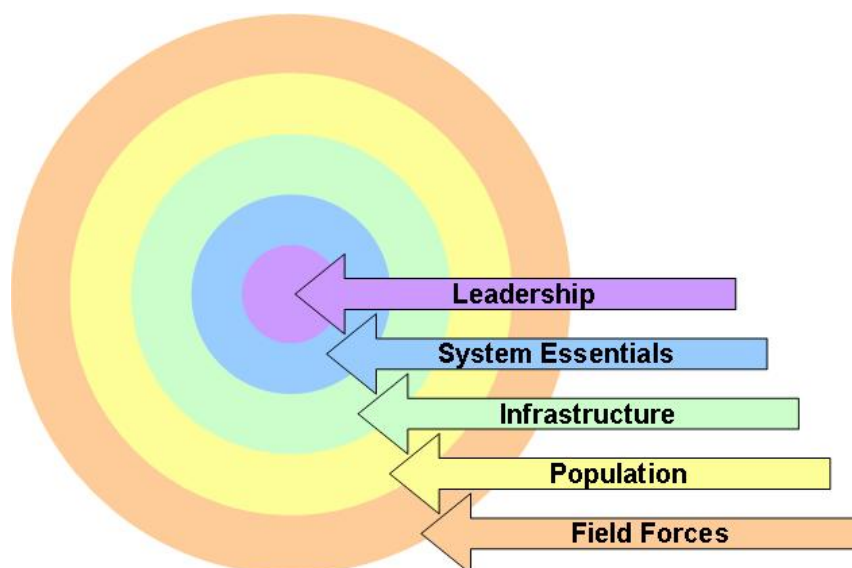 Leadership
System Essentials
Infrastructure
Population
Field Forces